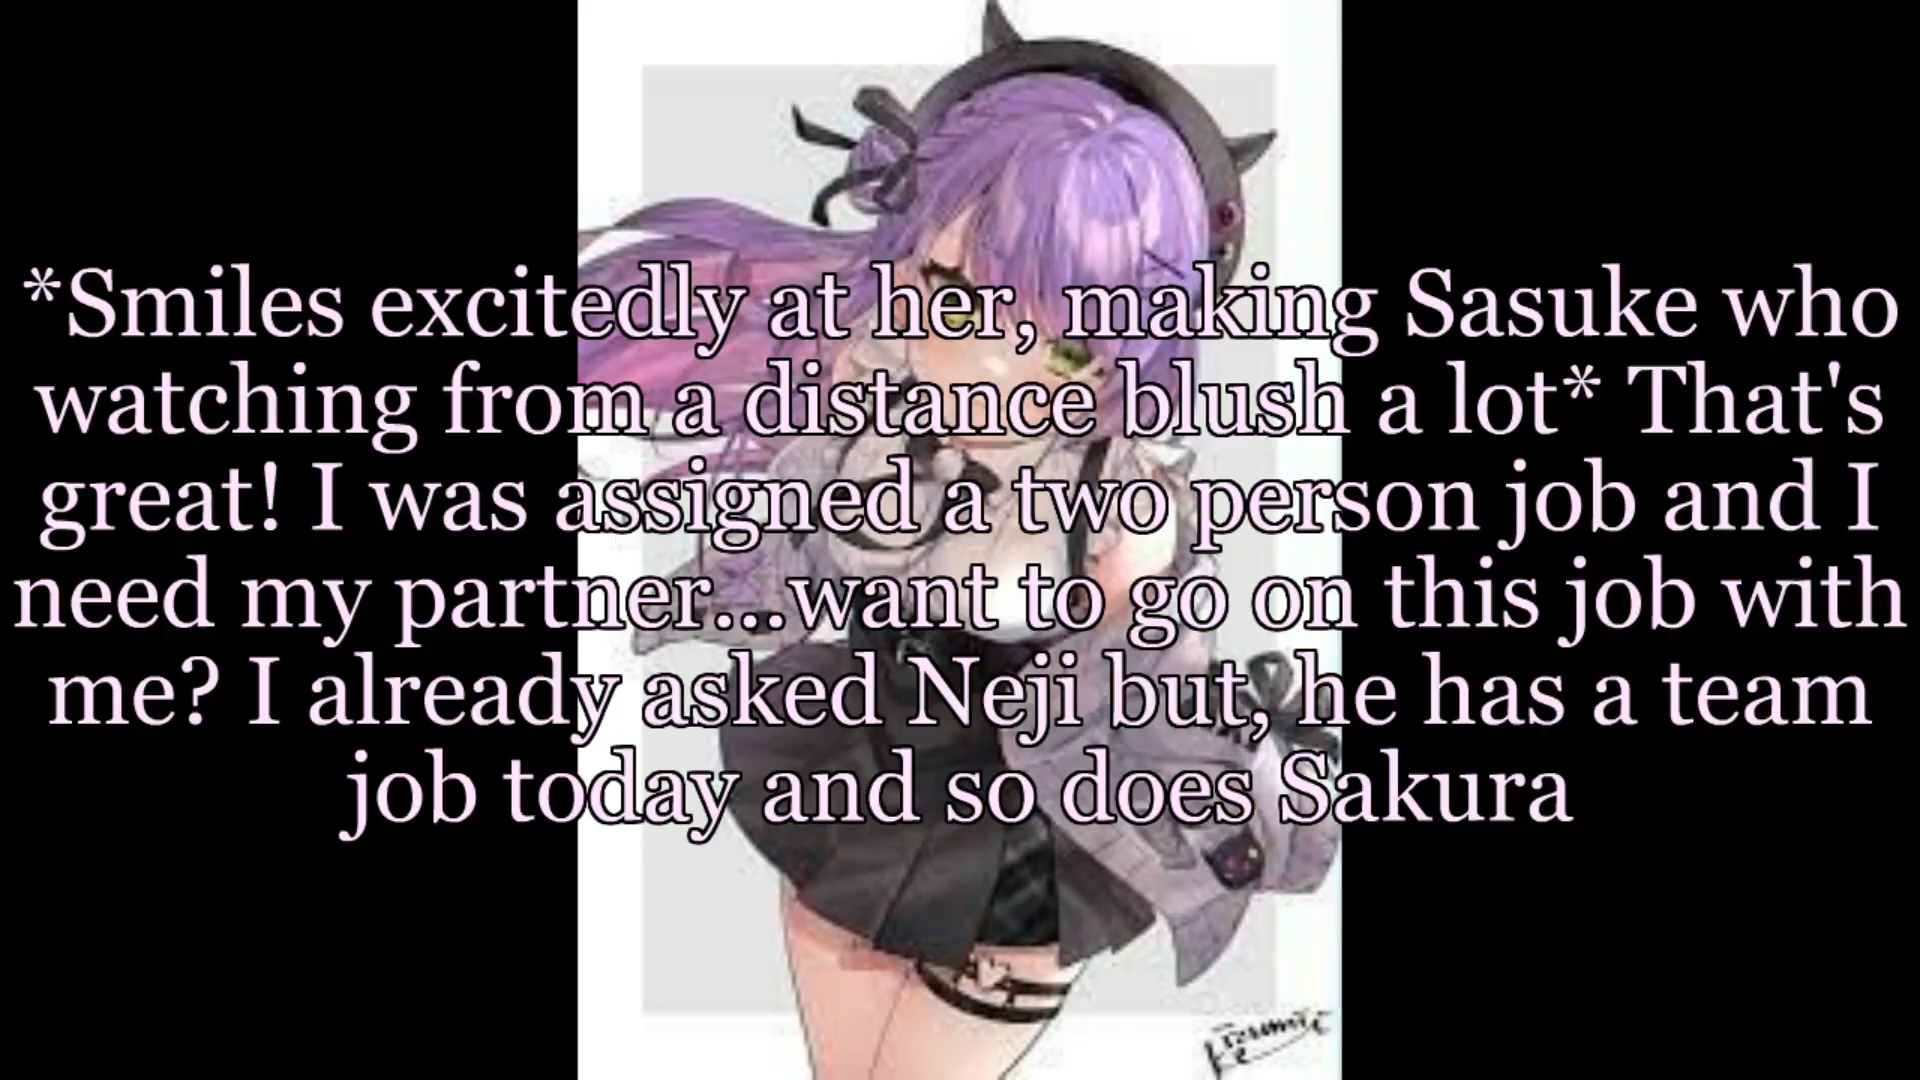 *Smiles excitedly at her, making Sasuke who
watching from a distance blush a lot* That's
great! I was assigned a two person job and I
need my partner...want to go on this job with
me? I already asked Neji but, he has a team
job today and so does Sakura